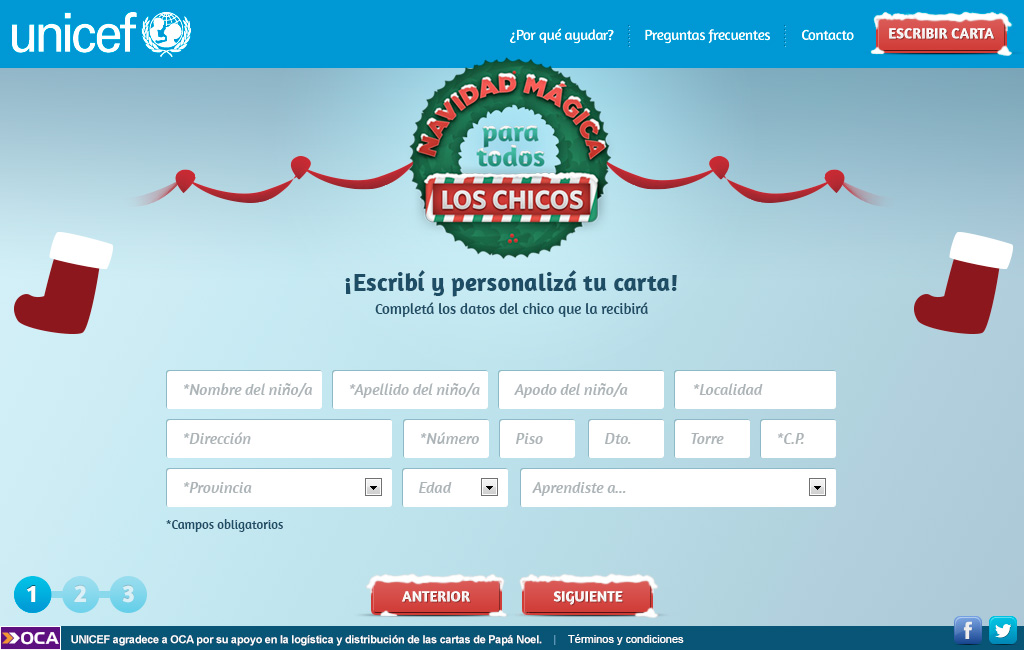 unicef
¿Por qué ayudar?
Preguntas frecuentes
Contacto
ESCRIBIR CARTA
NAVIDAD MÁGICA
para
todos
LOS CHICOS
¡Escribí y personalizá tu carta!
Completá los datos del chico que la recibirá
*Nombre del niño/a
*Apellido del niño/a
Apodo del niño/a
*Localidad
*Dirección
*Número
Piso
Dto.
Torre
*C.P.
*Provincia
Edad
Aprendiste a...
*Campos obligatorios
1
2
3
ANTERIOR
SIGUIENTE
OCA
UNICEF agradece a OCA por su apoyo en la logística y distribución de las cartas de Papá Noel. | Términos y condiciones